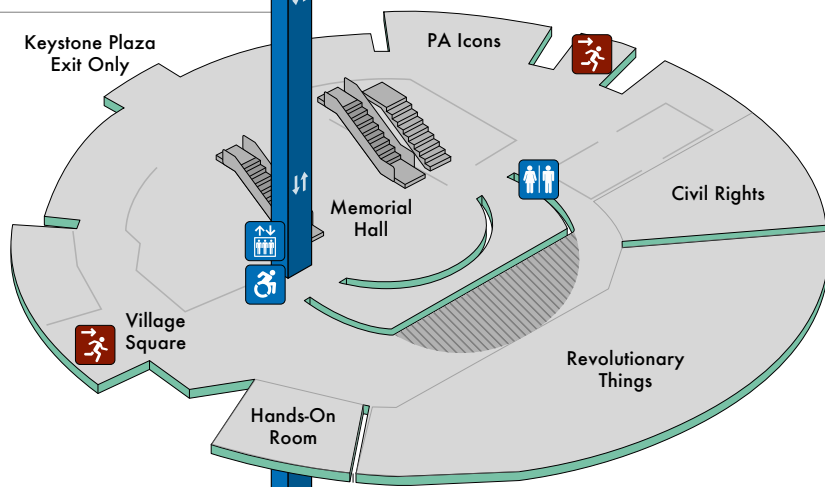 Keystone Plaza
Exit Only
PA Icons
Civil Rights
Memorial
Hall
Village
Square
Revolutionary
Things
Hands-On
Room